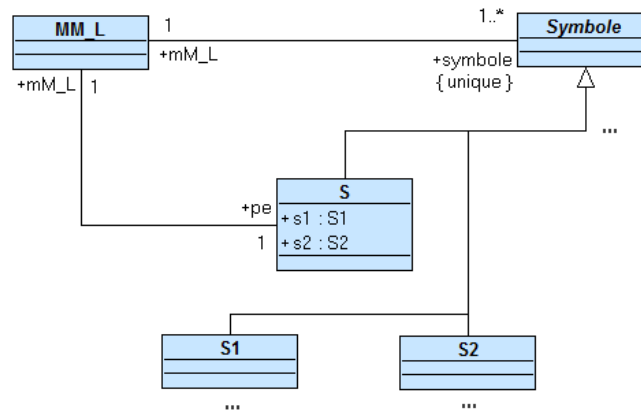 MM_L
1
+mM_L
1..*
Symbole
+symbole
{ unique }
+mM_L
1
...
+pe
1
S
+ s1 : S1
+ s2 : S2
S1
S2
...
...